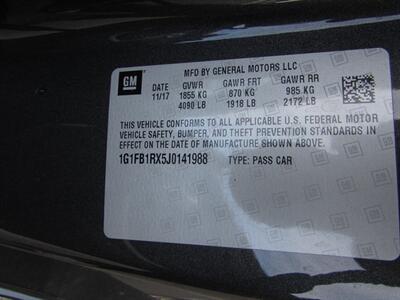 GM
MFD BY GENERAL MOTORS LLC
DATE GVWR GAWR FRT GAWR RR
11/17 1855 KG 870 KG 985 KG
4090 LB 1918 LB 2172 LB
THIS VEHICLE CONFORMS TO ALL APPLICABLE U.S. FEDERAL MOTOR
VEHICLE SAFETY, BUMPER, AND THEFT PREVENTION STANDARDS
IN EFFECT ON THE DATE OF MANUFACTURE SHOWN ABOVE.
1G1FB1RX5J0141988 TYPE: PASS CAR